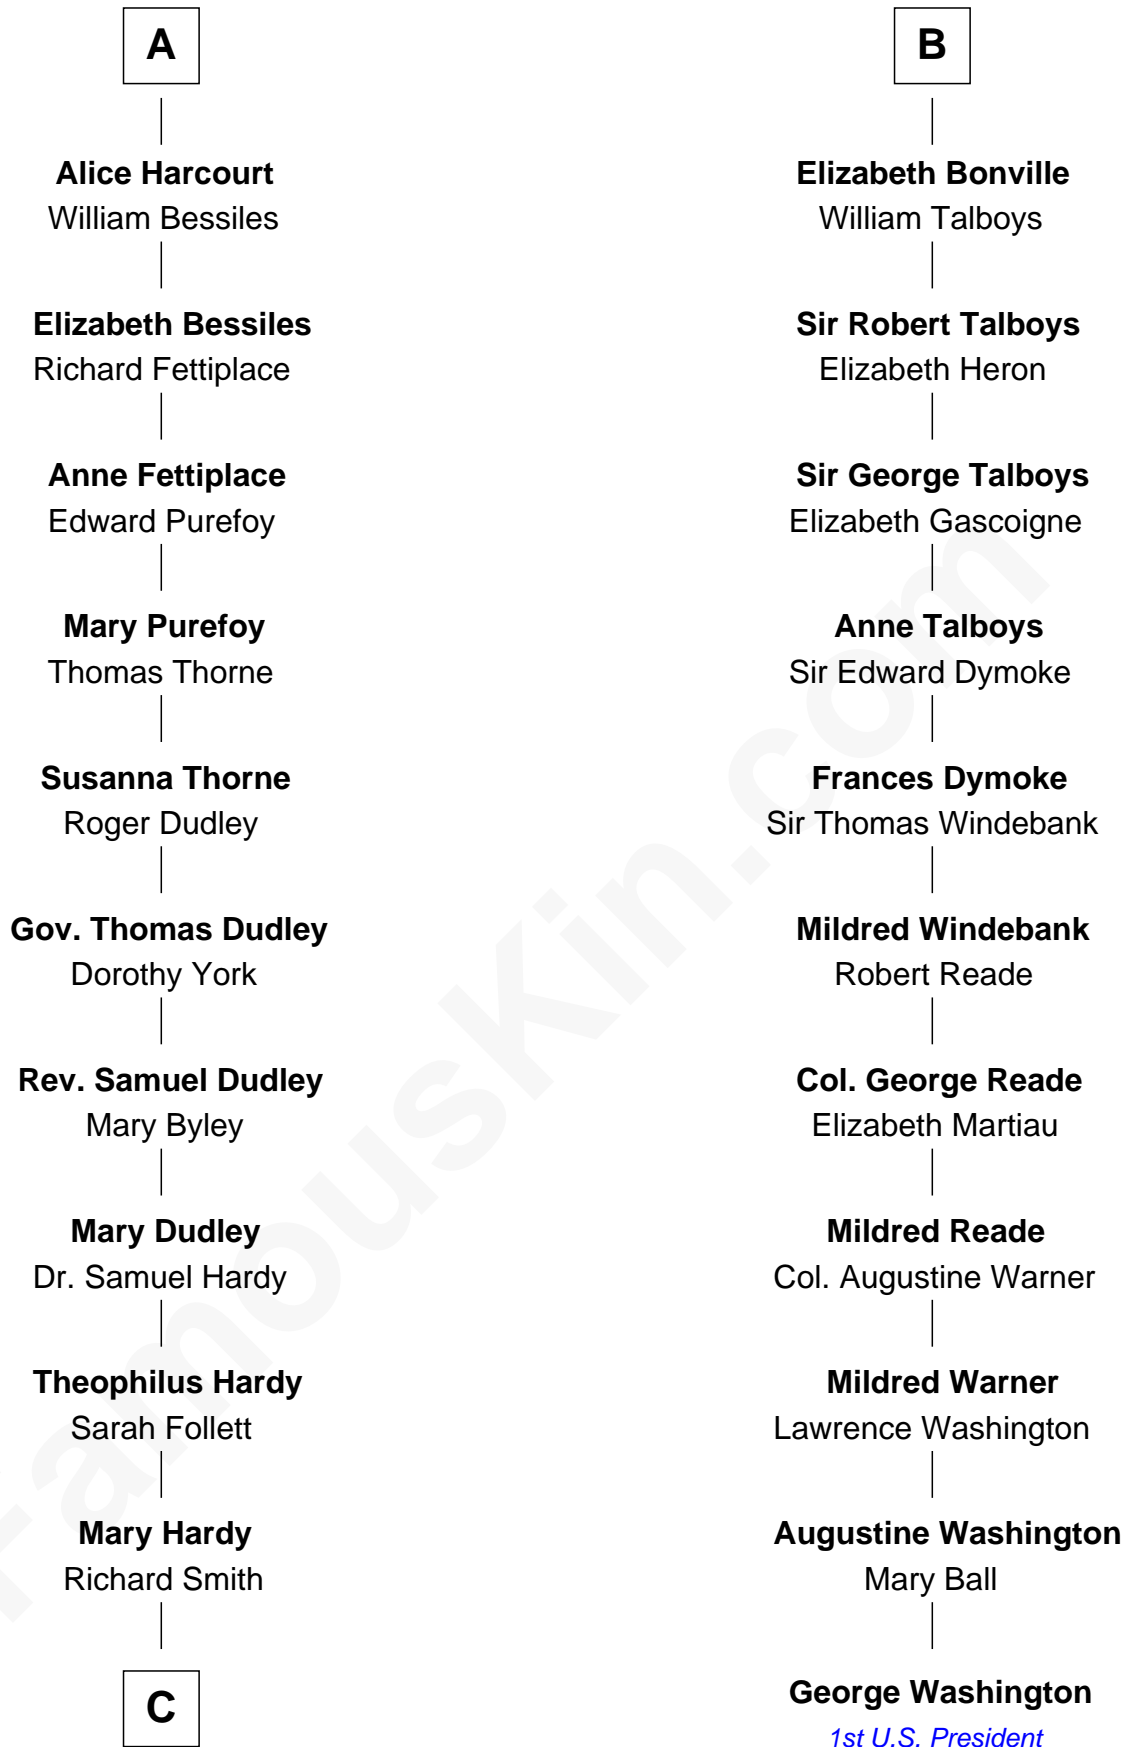 A
Alice Harcourt
William Bessiles
Elizabeth Bessiles
Richard Fettiplace
Anne Fettiplace
Edward Purefoy
Mary Purefoy
Thomas Thorne
Susanna Thorne
Roger Dudley
Gov. Thomas Dudley
Dorothy York
Rev. Samuel Dudley
Mary Byley
Mary Dudley
Dr. Samuel Hardy
Theophilus Hardy
Sarah Follett
Mary Hardy
Richard Smith
C
B
Elizabeth Bonville
William Talboys
Sir Robert Talboys
Elizabeth Heron
Sir George Talboys
Elizabeth Gascoigne
Anne Talboys
Sir Edward Dymoke
Frances Dymoke
Sir Thomas Windebank
Mildred Windebank
Robert Reade
Col. George Reade
Elizabeth Martiau
Mildred Reade
Col. Augustine Warner
Mildred Warner
Lawrence Washington
Augustine Washington
Mary Ball
George Washington
1st U.S. President
FamousKin.com